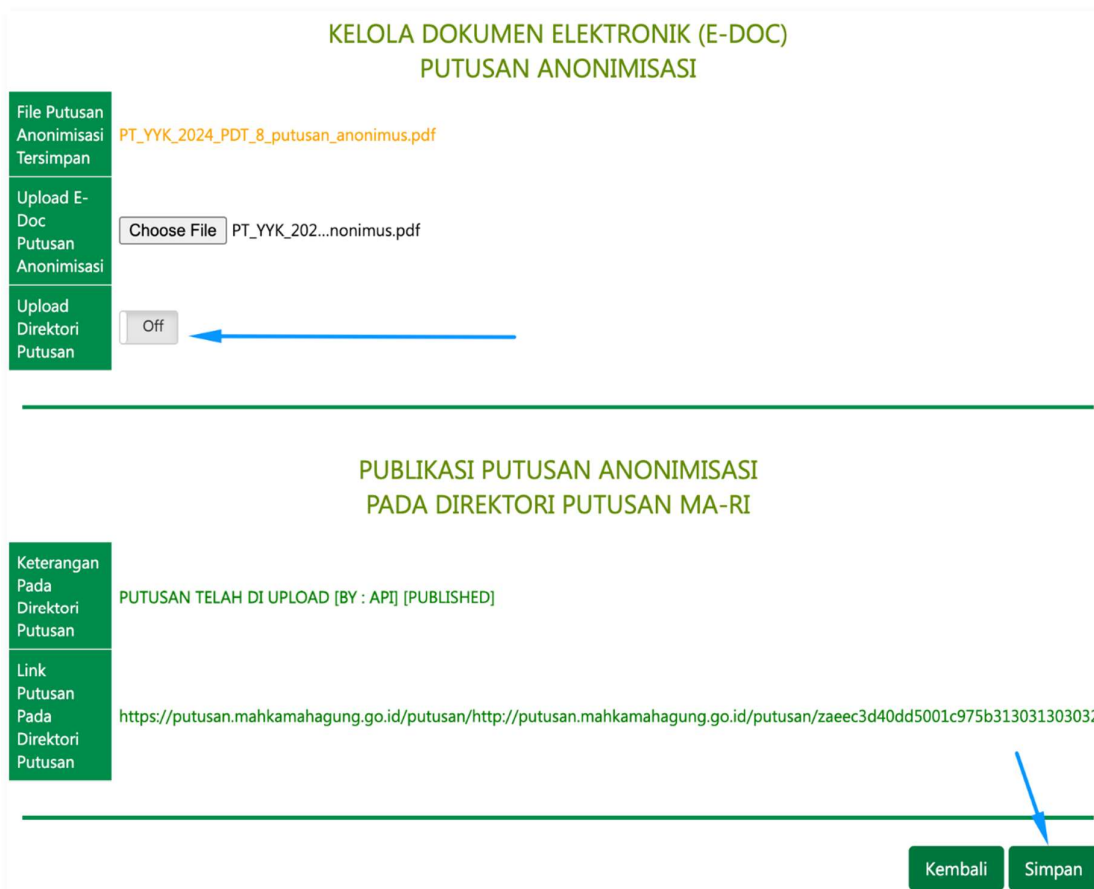 KELOLA DOKUMEN ELEKTRONIK (E-DOC)
PUTUSAN ANONIMISASI
File Putusan
Anonimisasi
Tersimpan
PT_YYK_2024_PDT_8_putusan_anonimus.pdf
Upload E-
Doc
Putusan
Anonimisasi
Choose File PT_YYK_202...nonimus.pdf
Upload
Direktori
Putusan
Off
PUBLIKASI PUTUSAN ANONIMISASI
PADA DIREKTORI PUTUSAN MA-RI
Keterangan
Pada
Direktori
Putusan
PUTUSAN TELAH DI UPLOAD [BY : API] [PUBLISHED]
Link
Putusan
Pada
Direktori
Putusan
https://putusan.mahkamahagung.go.id/putusan/http://putusan.mahkamahagung.go.id/putusan/zaeec3d40dd5001c975b313031303032
Kembali Simpan